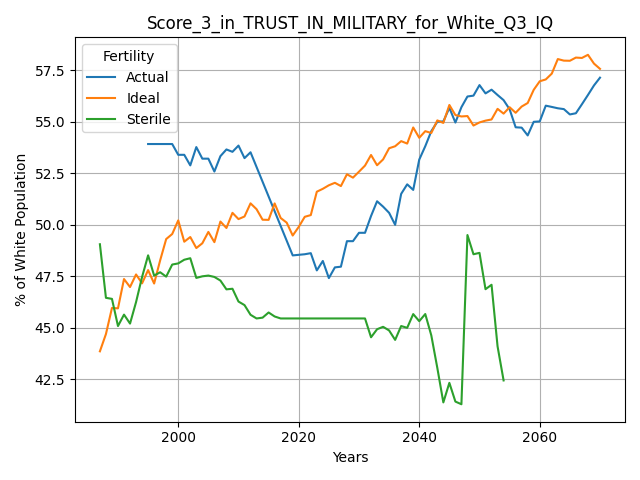 Score_3_in_TRUST_IN_MILITARY_for_White_Q3_IQ
Fertility
Actual
Ideal
Sterile
% of White Population
57.5
55.0
52.5
50.0
47.5
45.0
42.5
2000
2020
2040
2060
Years